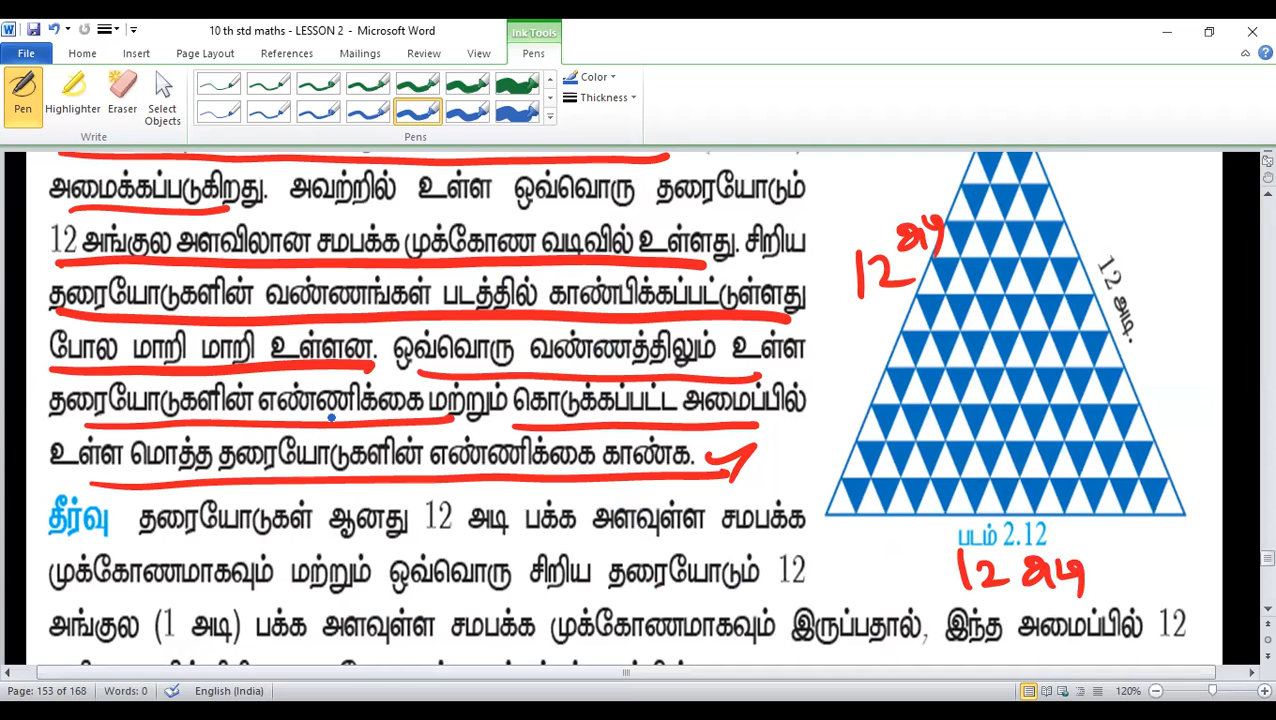 10 th std maths - LESSON 2 - Microsoft Word
Ink Tools
File Home Insert Page Layout References Mailings Review View Pens
Pen Highlighter Eraser Select Objects
Color
Thickness
Write Pens
அமைக்கப்படுகிறது. அவற்றில் உள்ள ஒவ்வொரு தரையோடும்
12 அங்குல அளவிலான சமபக்க முக்கோண வடிவில் உள்ளது. சிறிய
தரையோடுகளின் வண்ணங்கள் படத்தில் காண்பிக்கப்பட்டுள்ளது
போல மாறி மாறி உள்ளன. ஒவ்வொரு வண்ணத்திலும் உள்ள
தரையோடுகளின் எண்ணிக்கை மற்றும் கொடுக்கப்பட்ட அமைப்பில்
உள்ள மொத்த தரையோடுகளின் எண்ணிக்கை காண்க.
12 அடி
12 அடி.
படம் 2.12
12 அடி
தீர்வு தரையோடுகள் ஆனது 12 அடி பக்க அளவுள்ள சமபக்க
முக்கோணமாகவும் மற்றும் ஒவ்வொரு சிறிய தரையோடும் 12
அங்குல (1 அடி) பக்க அளவுள்ள சமபக்க முக்கோணமாகவும் இருப்பதால், இந்த அமைப்பில் 12
Page: 153 of 168 Words: 0 English (India) 120%